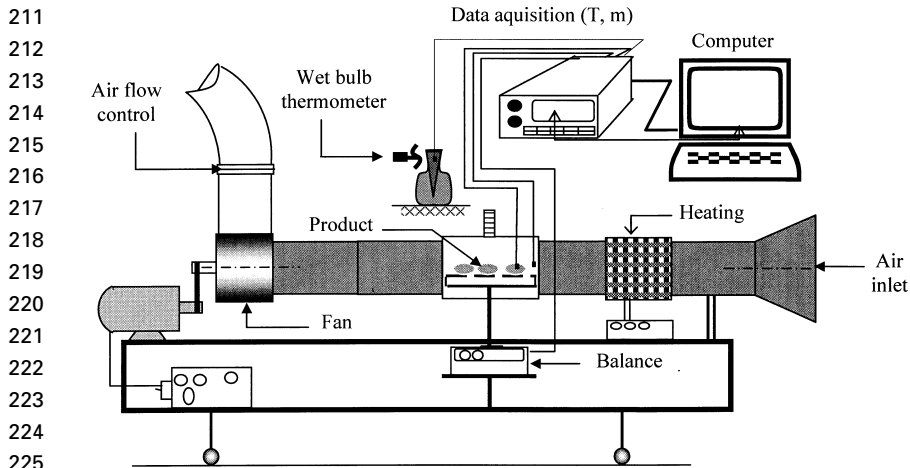 211
212
213
214
215
216
217
218
219
220
221
222
223
224
225
Data aquisition (T, m)
Computer
Wet bulb
thermometer
Air flow
control
Product
Heating
Air
inlet
Fan
Balance